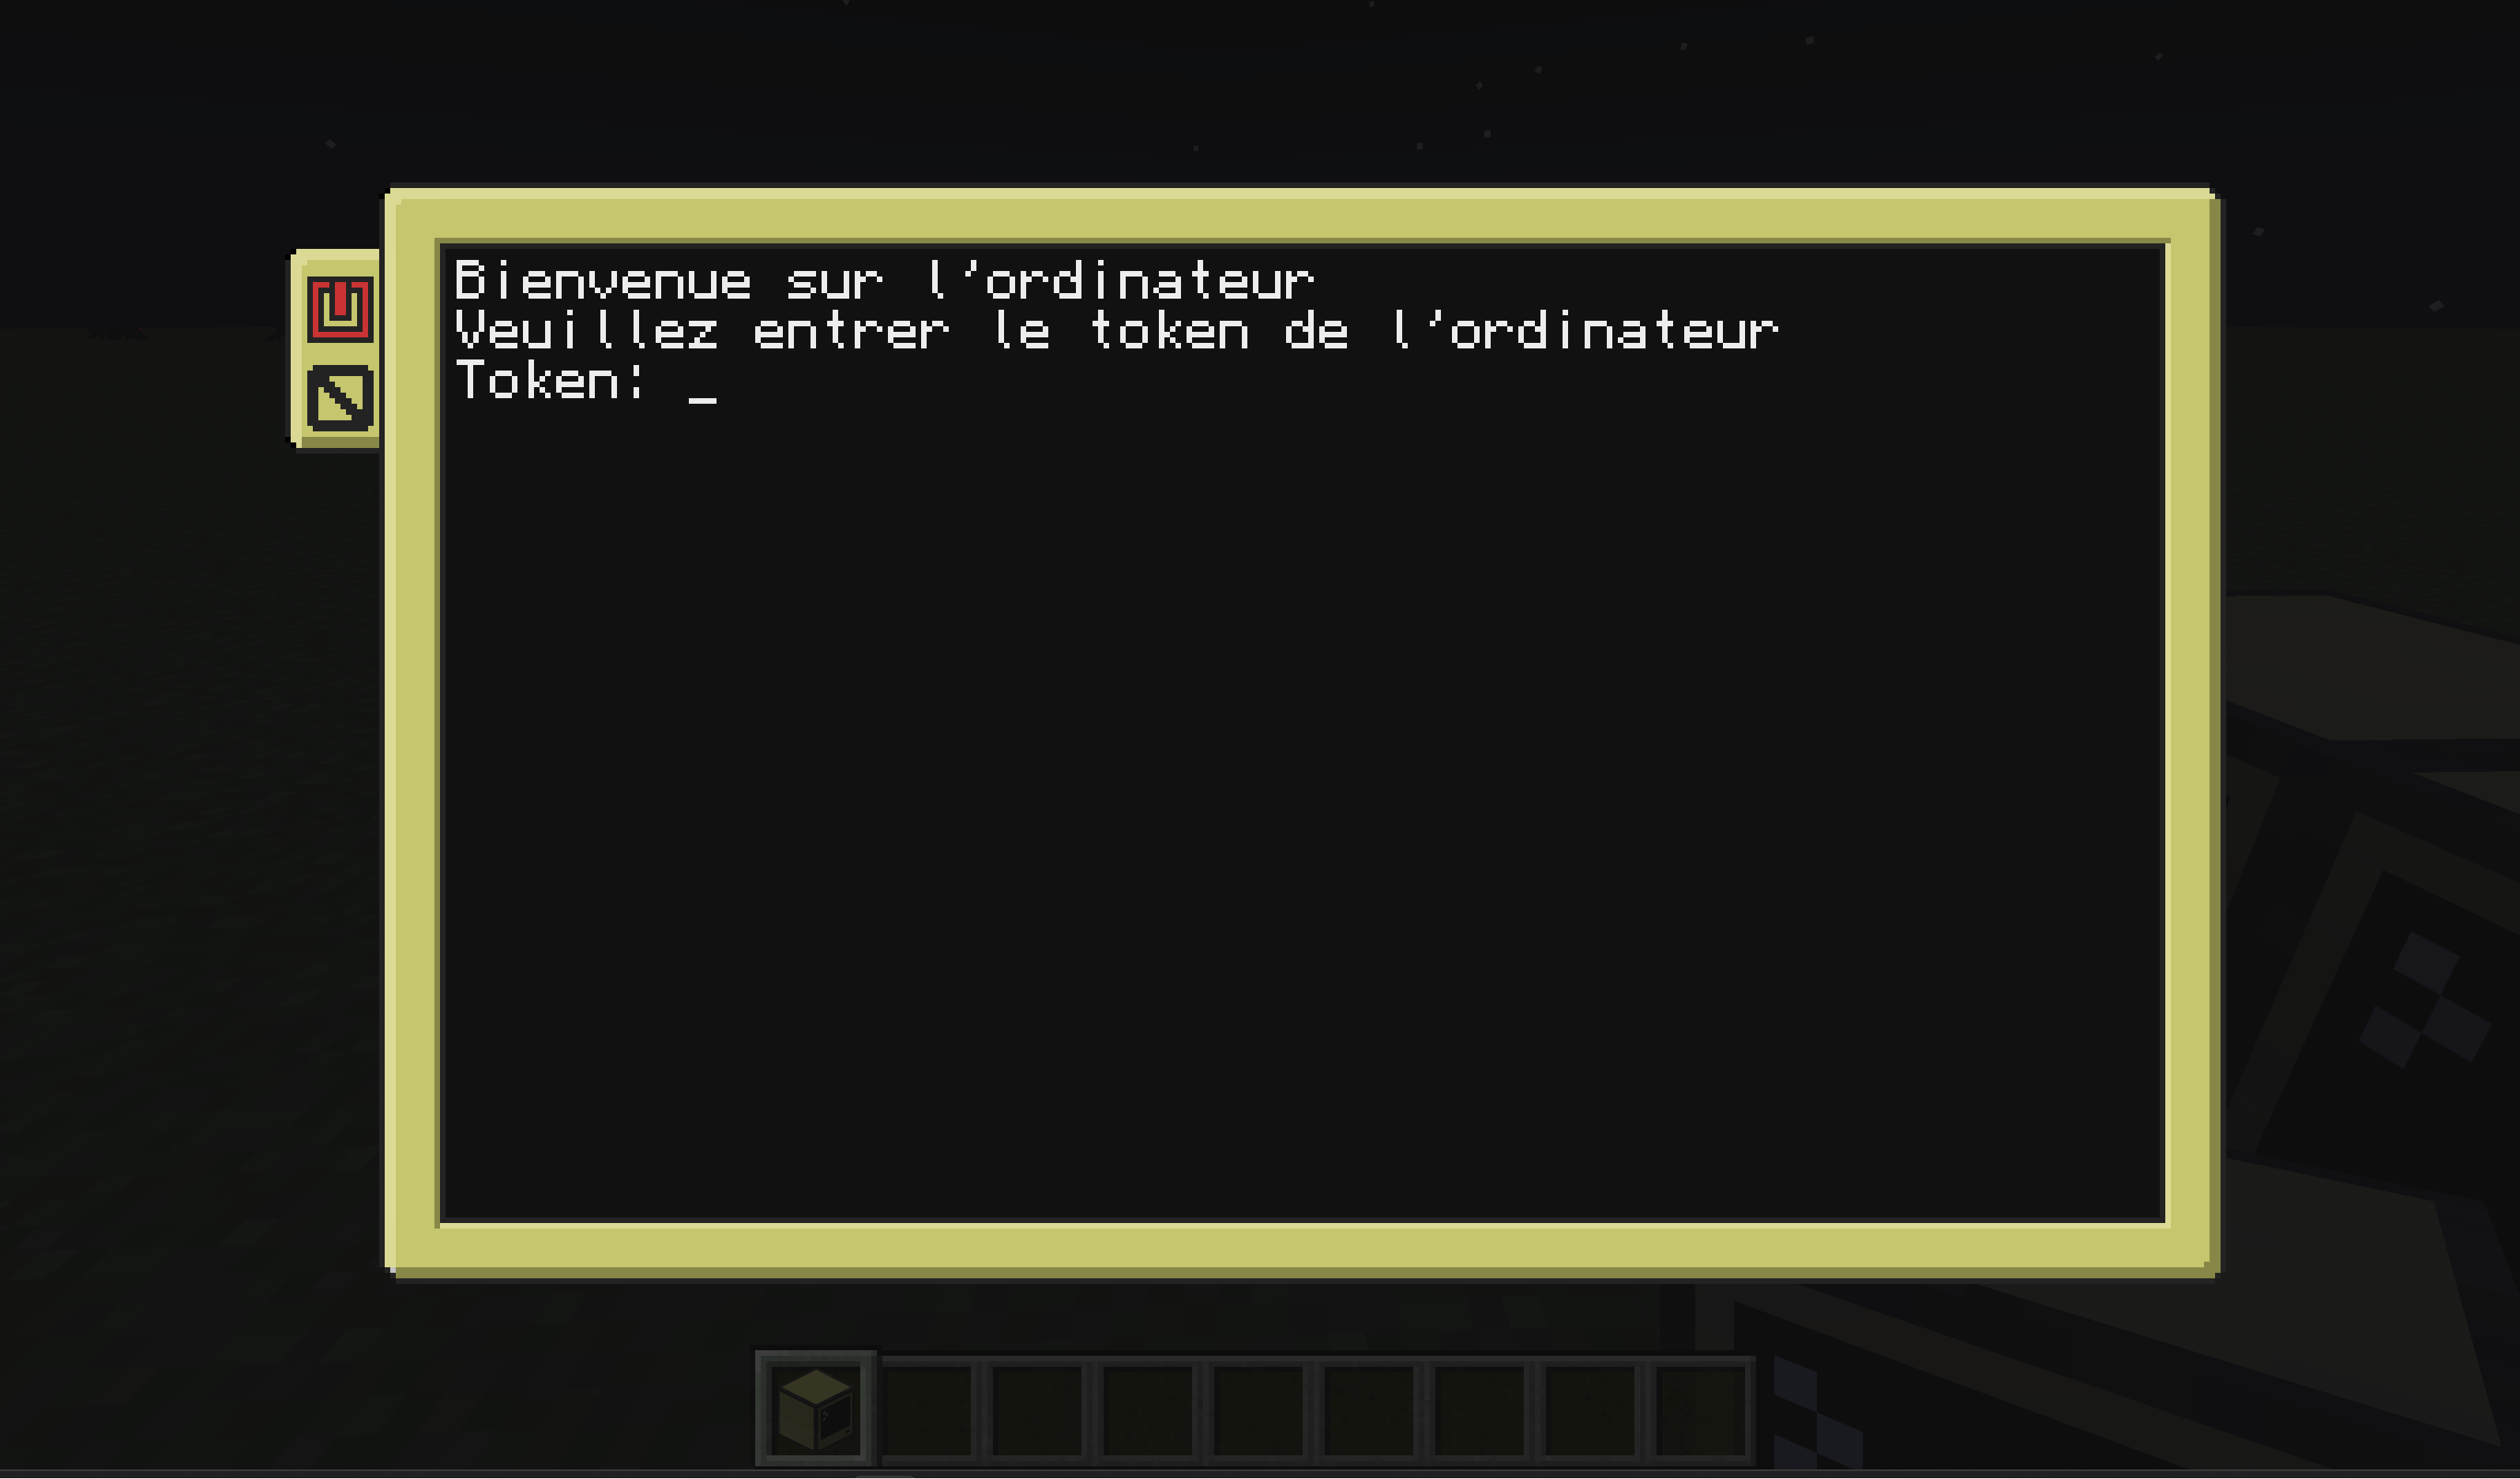 Bienvenue sur l'ordinateur
Veuillez entrer le token de l'ordinateur
Token: _